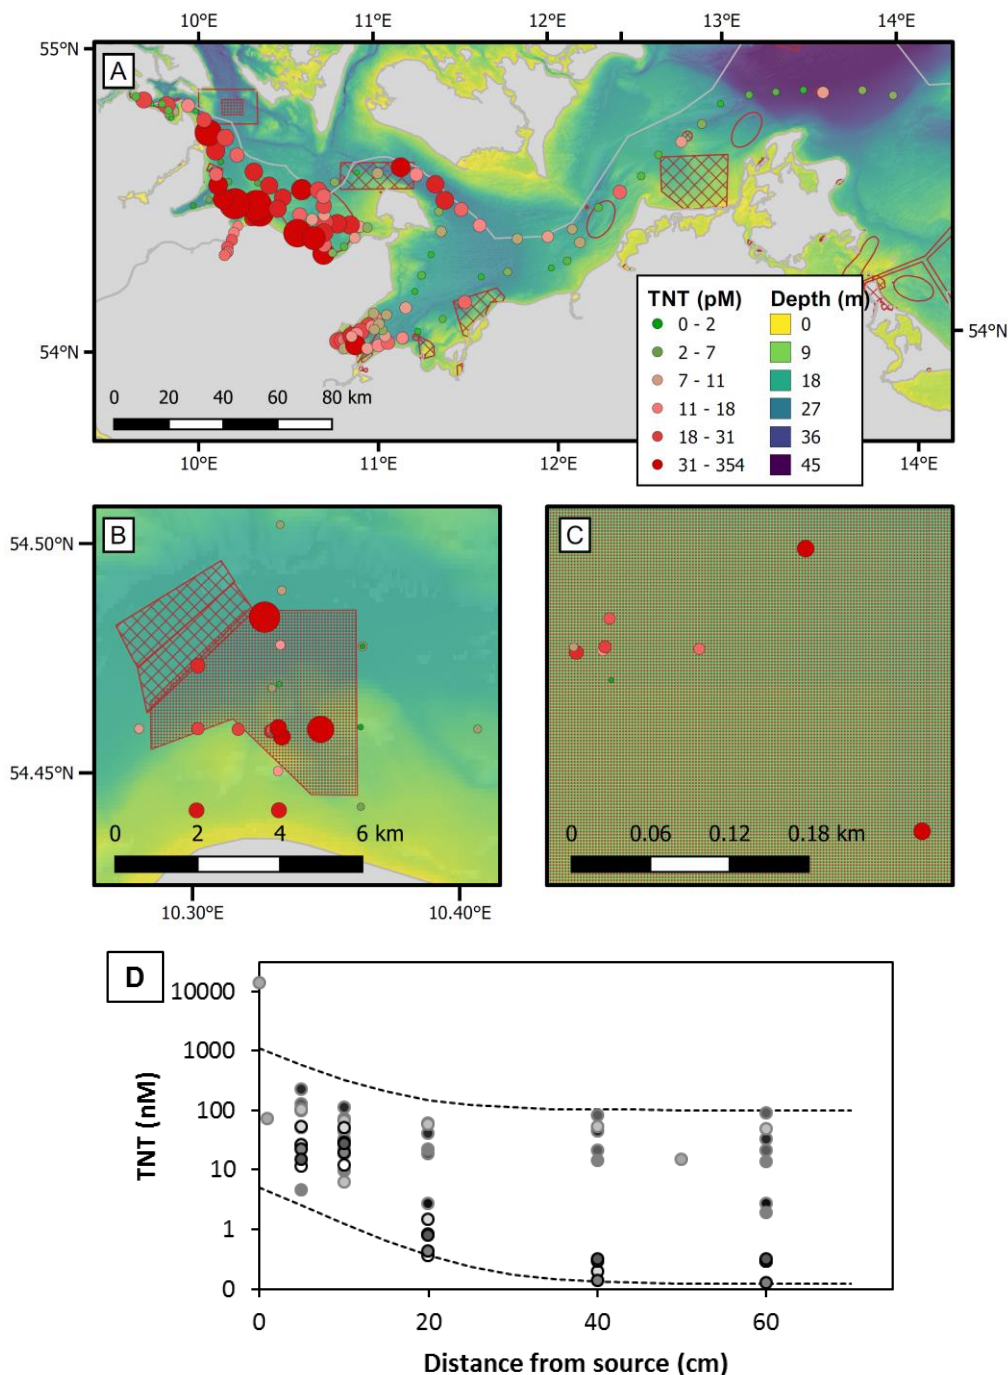 10°E 11°E 12°E 13°E 14°E
55°N
A
TNT (pM) Depth (m)
0 - 2 0
2 - 7 9
7 - 11 18
11 - 18 27
18 - 31 36
31 - 354 45
54°N
54°N
0 20 40 60 80 km
10°E 11°E 12°E 14°E
B
54.50°N
54.45°N
0 2 4 6 km
10.30°E 10.40°E
C
0 0.06 0.12 0.18 km
D
TNT (nM)
10000
1000
100
10
1
0
0 20 40 60
Distance from source (cm)